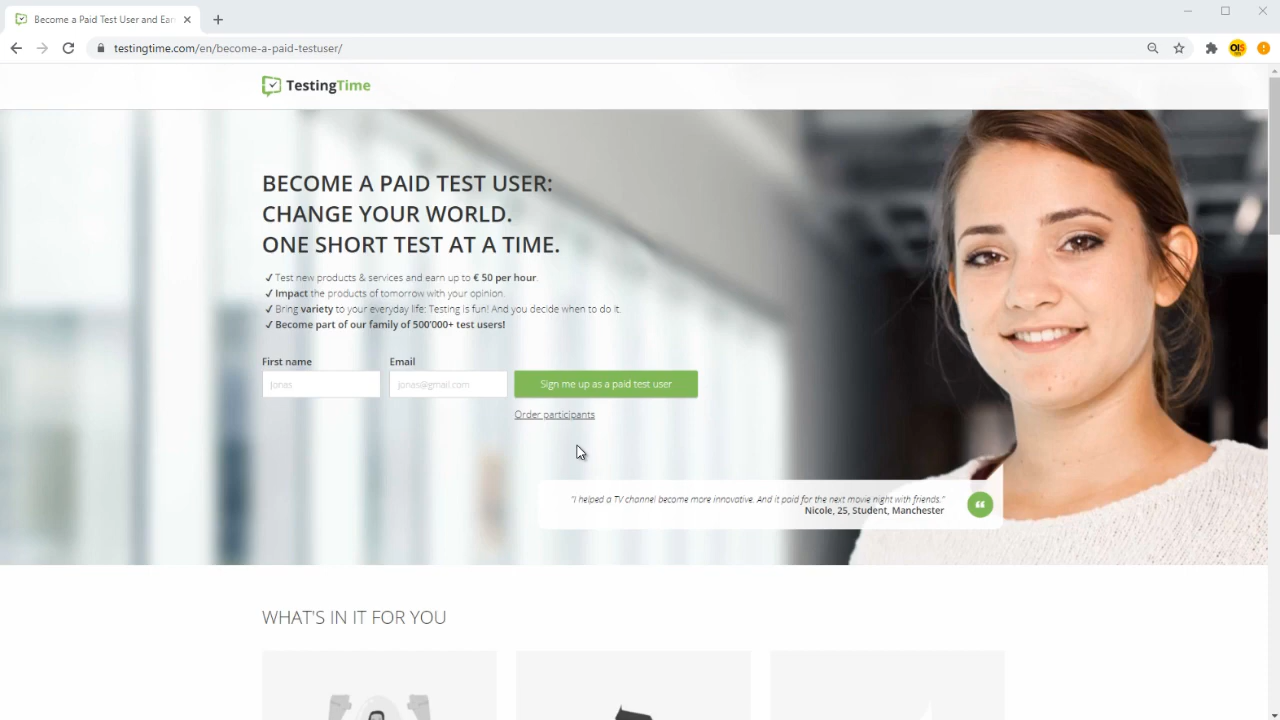 Become a Paid Test User and Ear
testingtime.com/en/become-a-paid-testuser/
TestingTime
BECOME A PAID TEST USER:
CHANGE YOUR WORLD.
ONE SHORT TEST AT A TIME.
✓ Test new products & services and earn up to € 50 per hour.
✓ Impact the products of tomorrow with your opinion.
✓ Bring variety to your everyday life: Testing is fun! And you decide when to do it.
✓ Become part of our family of 500'000+ test users!
First name Email
Jonas jonas@gmail.com Sign me up as a paid test user
Order participants
"I helped a TV channel become more innovative. And it paid for the next movie night with friends."
Nicole, 25, Student, Manchester
WHAT'S IN IT FOR YOU